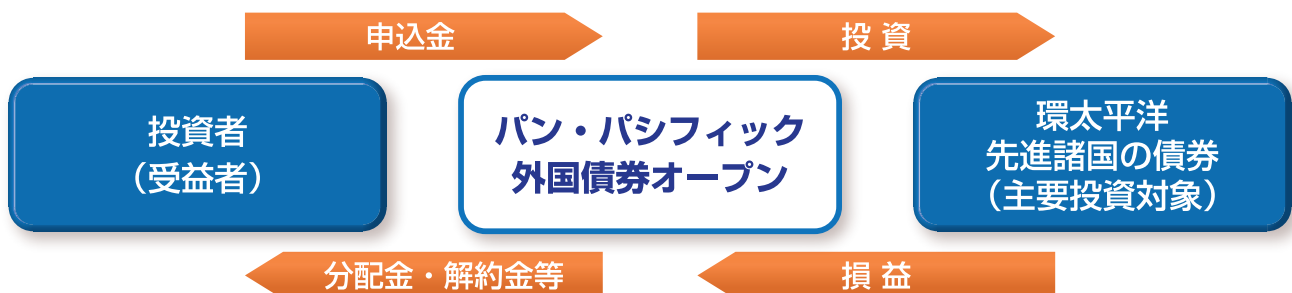 申込金
投 資
投資者
（受益者）
パン・パシフィック
外国債券オープン
環太平洋
先進諸国の債券
（主要投資対象）
分配金・解約金等
損 益